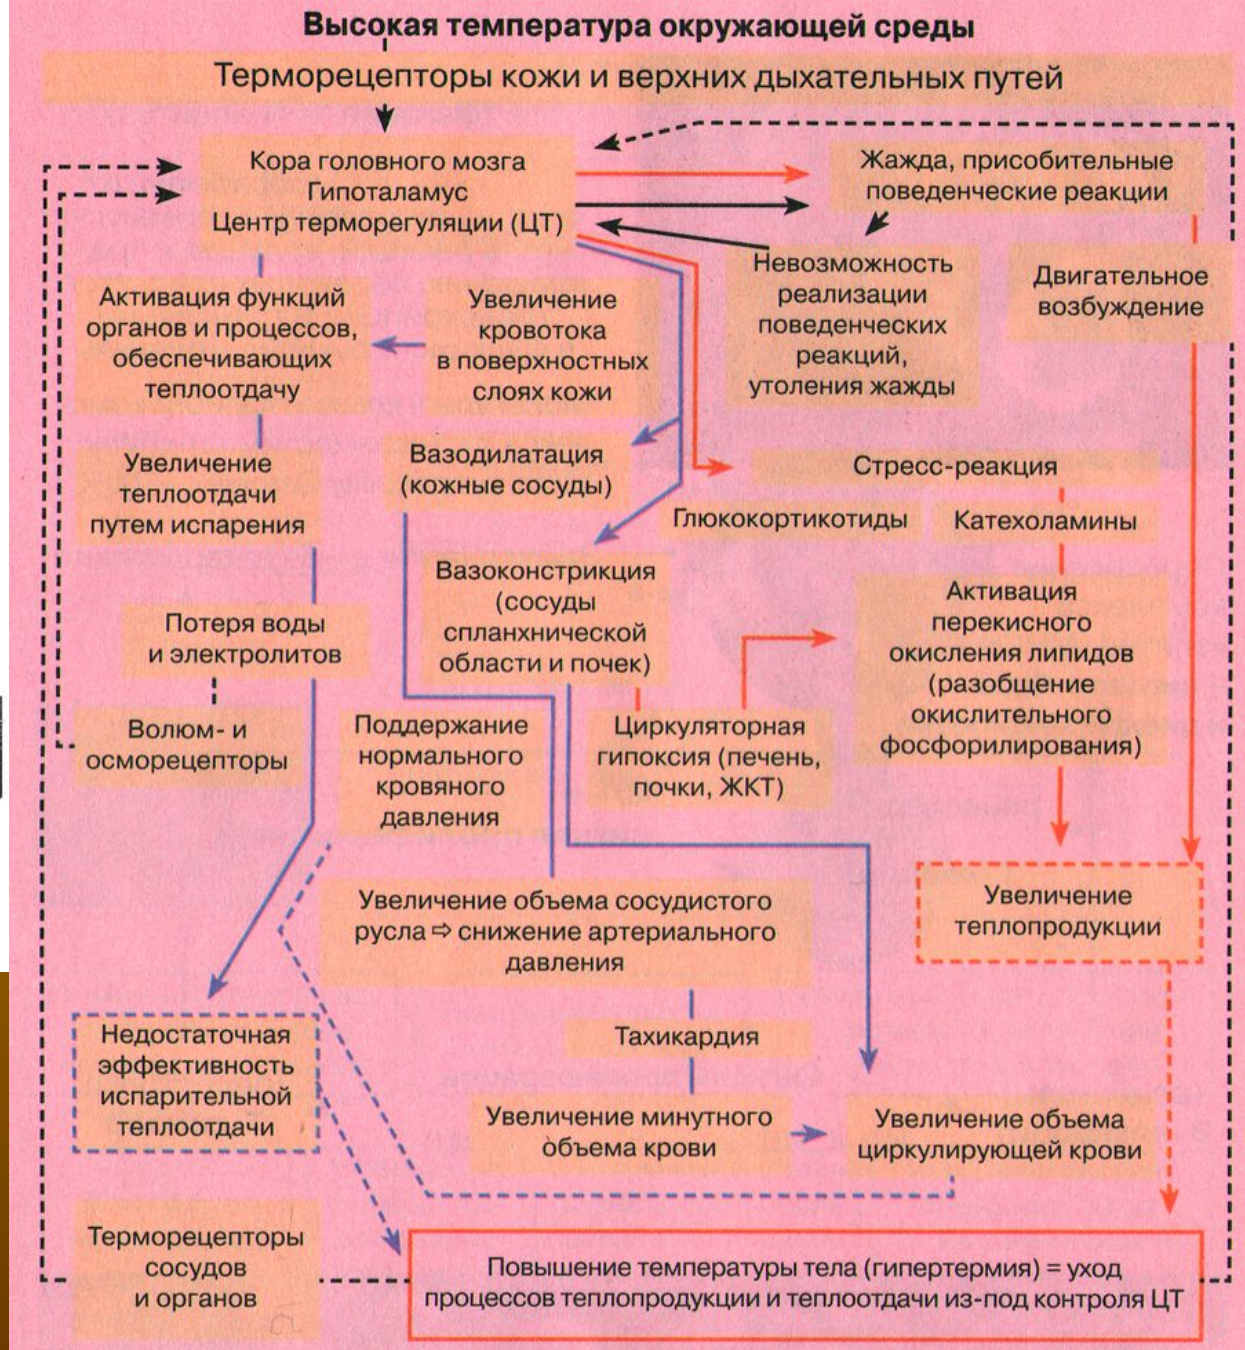 Высокая температура окружающей среды
Терморецепторы кожи и верхних дыхательных путей
Кора головного мозга
Гипоталамус
Центр терморегуляции (ЦТ)
Жажда, присобительные
поведенческие реакции
Невозможность
реализации
поведенческих
реакций,
утоления жажды
Двигательное
возбуждение
Активация функций
органов и процессов,
обеспечивающих
теплоотдачу
Увеличение
кровотока
в поверхностных
слоях кожи
Увеличение
теплоотдачи
путем испарения
Вазодилатация
(кожные сосуды)
Стресс-реакция
Глюкокортикотиды
Катехоламины
Вазоконстрикция
(сосуды
спланхнической
области и почек)
Активация
перекисного
окисления липидов
(разобщение
окислительного
фосфорилирования)
Потеря воды
и электролитов
Волюм- и
осморецепторы
Поддержание
нормального
кровяного
давления
Циркуляторная
гипоксия (печень,
почки, ЖКТ)
Увеличение объема сосудистого
русла ⇨ снижение артериального
давления
Увеличение
теплопродукции
Недостаточная
эффективность
испарительной
теплоотдачи
Тахикардия
Увеличение минутного
объема крови
Увеличение объема
циркулирующей крови
Терморецепторы
сосудов
и органов
Повышение температуры тела (гипертермия) = уход
процессов теплопродукции и теплоотдачи из-под контроля ЦТ